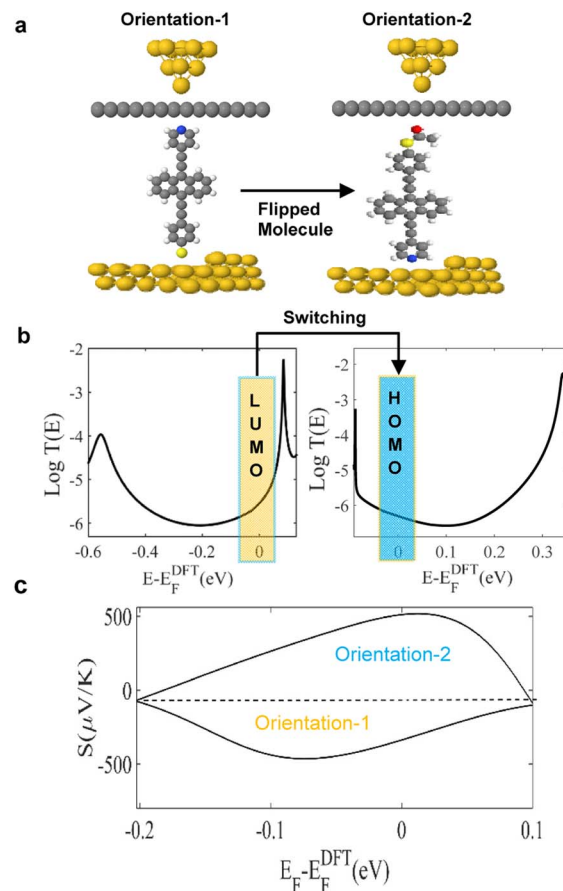 a
Orientation-1
Orientation-2
Flipped
Molecule
b
Switching
-2
-3
-4
-5
-6
Log T(E)
LUMO
-0.6
-0.4
-0.2
0
E-E_F^DFT(eV)
-2
-3
-4
-5
-6
Log T(E)
HOMO
0
0.1
0.2
0.3
E-E_F^DFT(eV)
c
500
0
-500
S(μV/K)
Orientation-2
Orientation-1
-0.2
-0.1
0
0.1
E_F-E_F^DFT(eV)